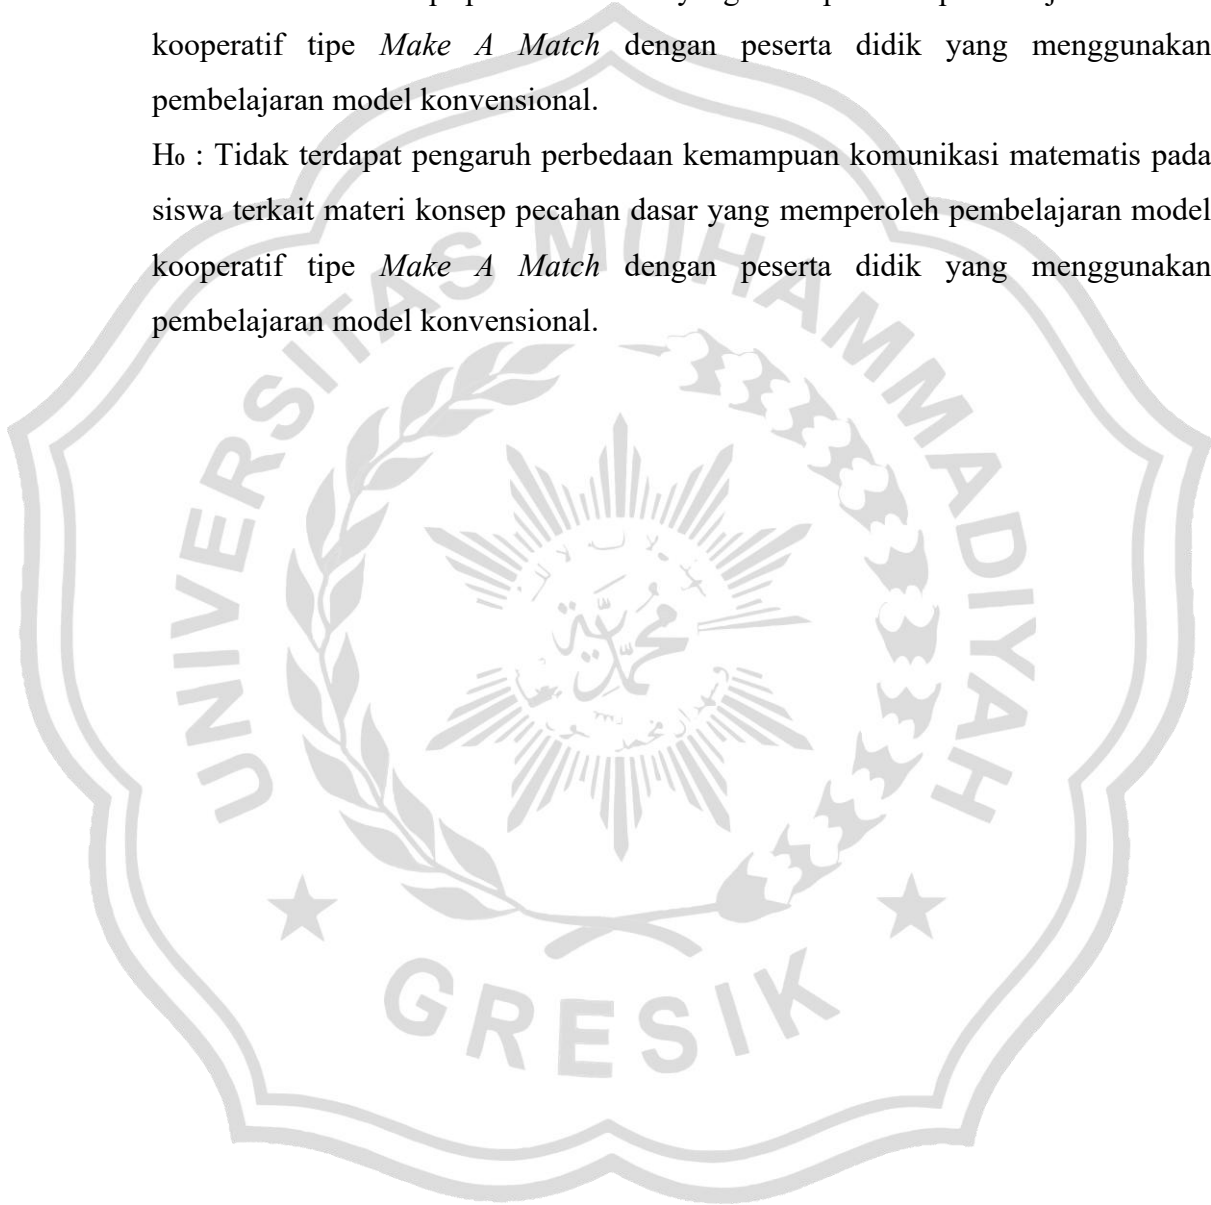 kooperatif tipe Make A Match dengan peserta didik yang menggunakan
pembelajaran model konvensional.
H₀ : Tidak terdapat pengaruh perbedaan kemampuan komunikasi matematis pada
siswa terkait materi konsep pecahan dasar yang memperoleh pembelajaran model
kooperatif tipe Make A Match dengan peserta didik yang menggunakan
pembelajaran model konvensional.
UNIVERSITAS MUHAMMADIYAH
محمد
GRESIK